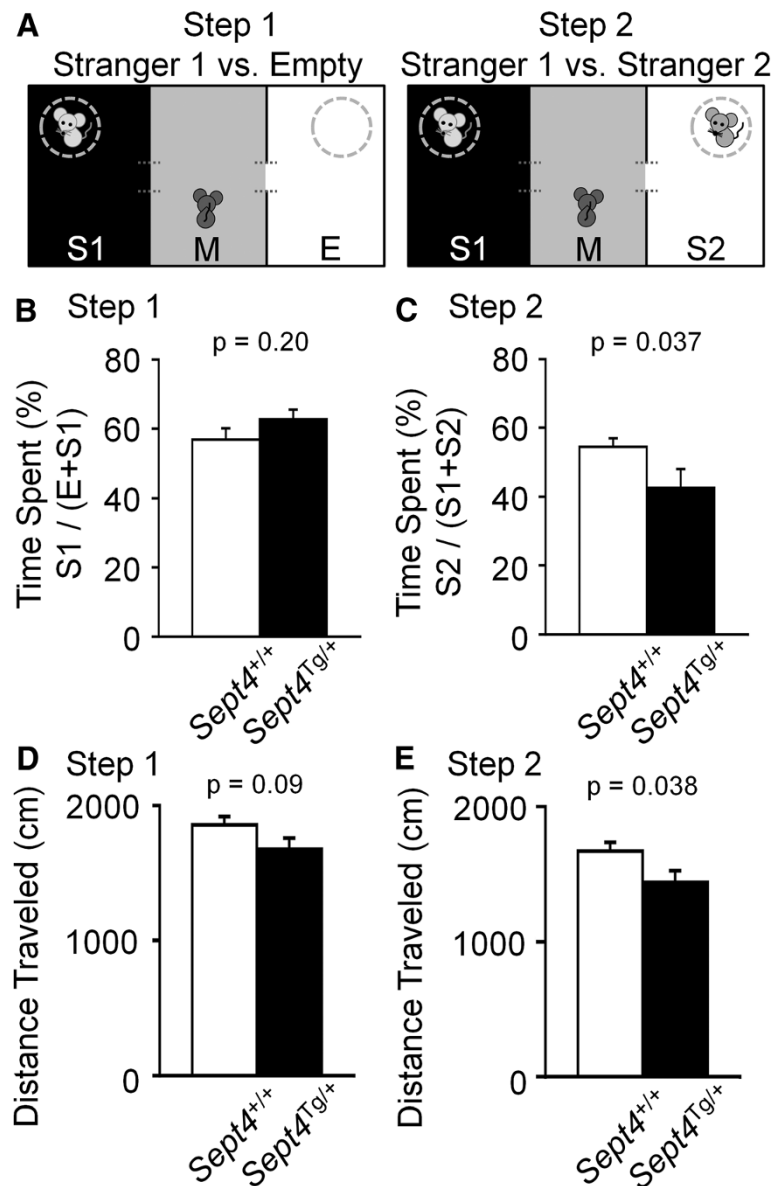 A Step 1 Step 2
Stranger 1 vs. Empty Stranger 1 vs. Stranger 2
S1 M E S1 M S2
B Step 1
p = 0.20
Time Spent (%)
S1 / (E+S1)
80
60
40
20
0
Sept4+/+
Sept4Tg/+
C Step 2
p = 0.037
Time Spent (%)
S2 / (S1+S2)
80
60
40
20
0
Sept4+/+
Sept4Tg/+
D Step 1
p = 0.09
Distance Traveled (cm)
2000
1000
0
Sept4+/+
Sept4Tg/+
E Step 2
p = 0.038
Distance Traveled (cm)
2000
1000
0
Sept4+/+
Sept4Tg/+